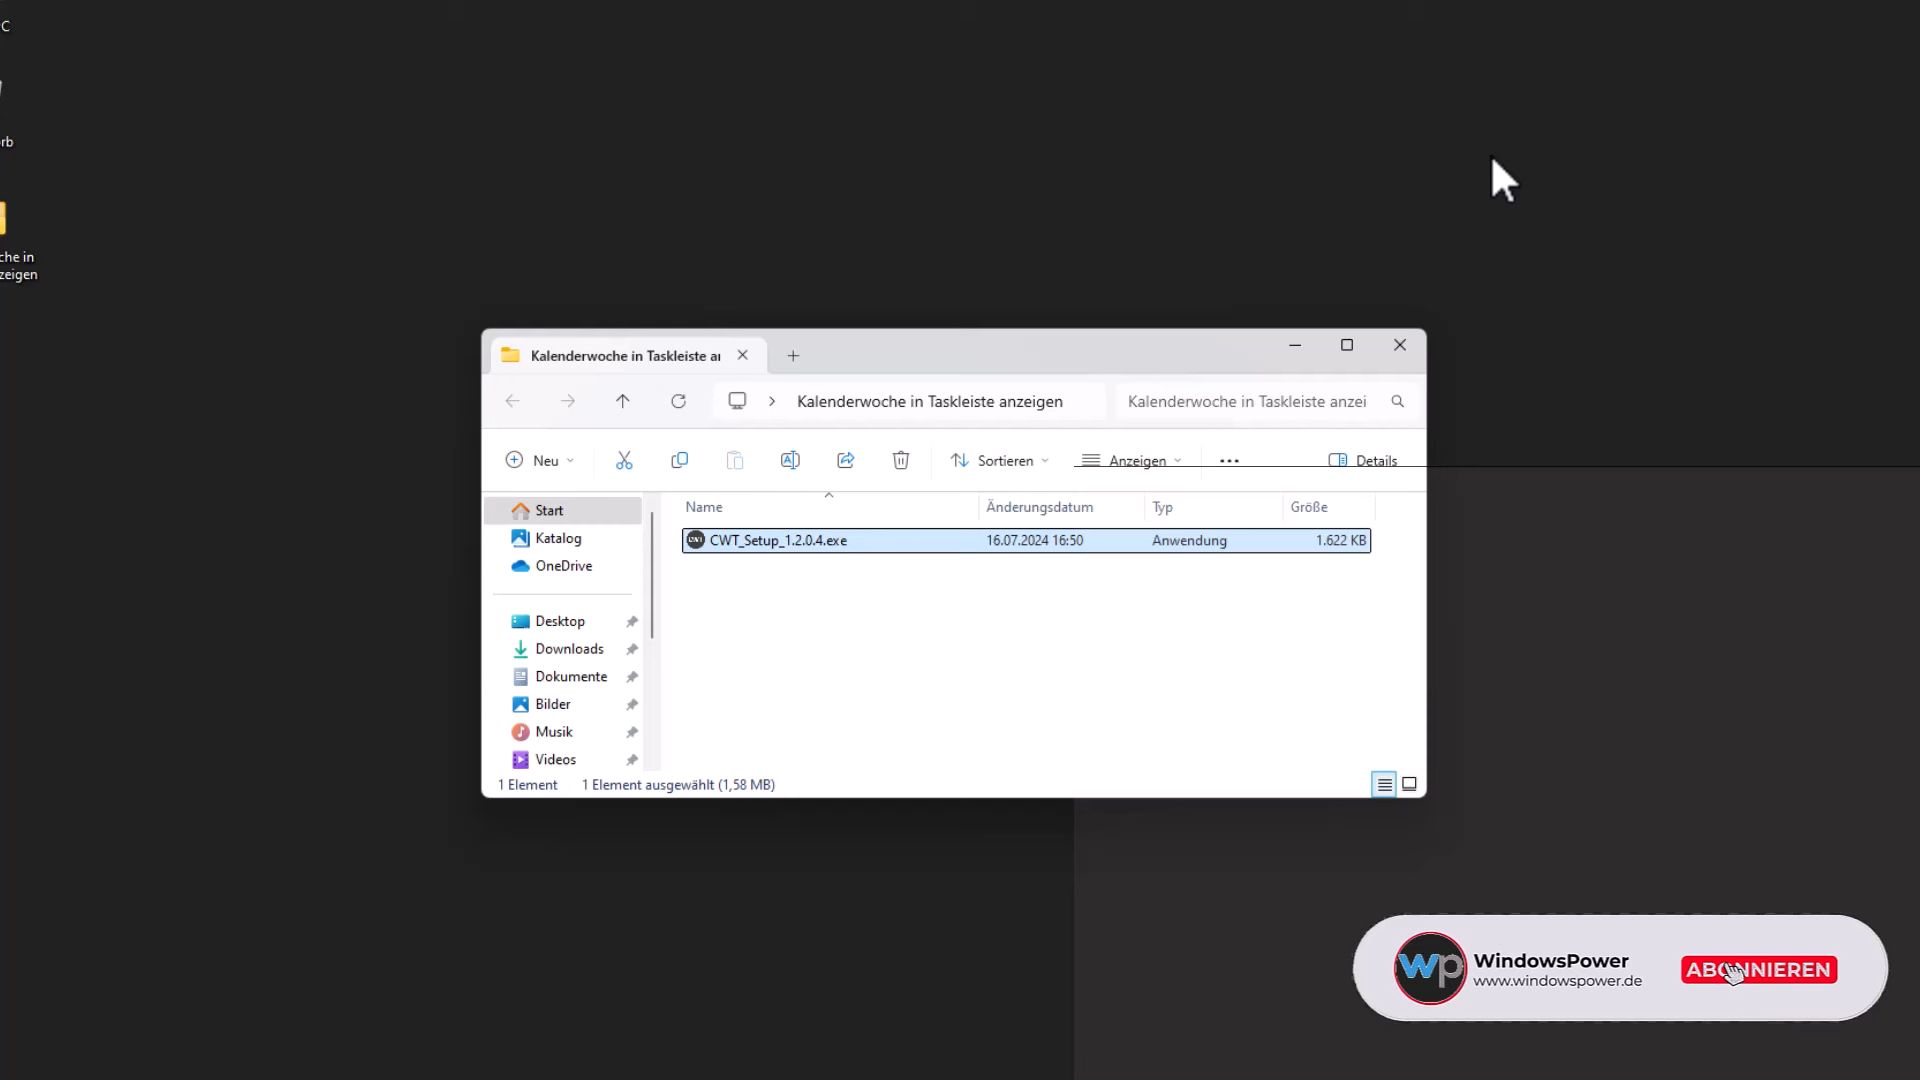 C
rb
che in
zeigen
Kalenderwoche in Taskleiste ar
Kalenderwoche in Taskleiste anzeigen
Kalenderwoche in Taskleiste anzei
Neu
Sortieren
Anzeigen
Details
Start
Katalog
OneDrive
Desktop
Downloads
Dokumente
Bilder
Musik
Videos
Name Änderungsdatum Typ Größe
CWT_Setup_1.2.0.4.exe 16.07.2024 16:50 Anwendung 1.622 KB
1 Element 1 Element ausgewählt (1,58 MB)
wp
WindowsPower
www.windowspower.de
ABONNIEREN